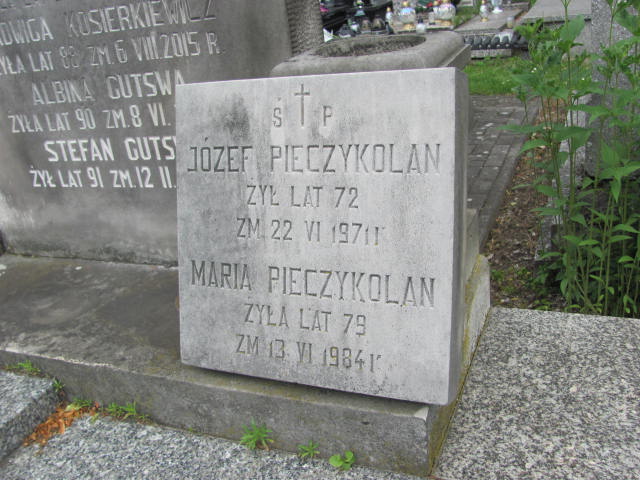 DWIGA KOSIERKIEWICZ
ŻYŁA LAT 88 ZM. 6 VIII 2015 R
ALBINA GUTSWA
ŻYŁA LAT 90 ZM. 8 VI.
STEFAN GUTS
ŻYŁ LAT 91 ZM. 12 II.
Ś P
JÓZEF PIECZYKOLAN
ŻYŁ LAT 72
ZM. 22 VI 1971 r
MARIA PIECZYKOLAN
ŻYŁA LAT 79
ZM 13 VI 1984 r